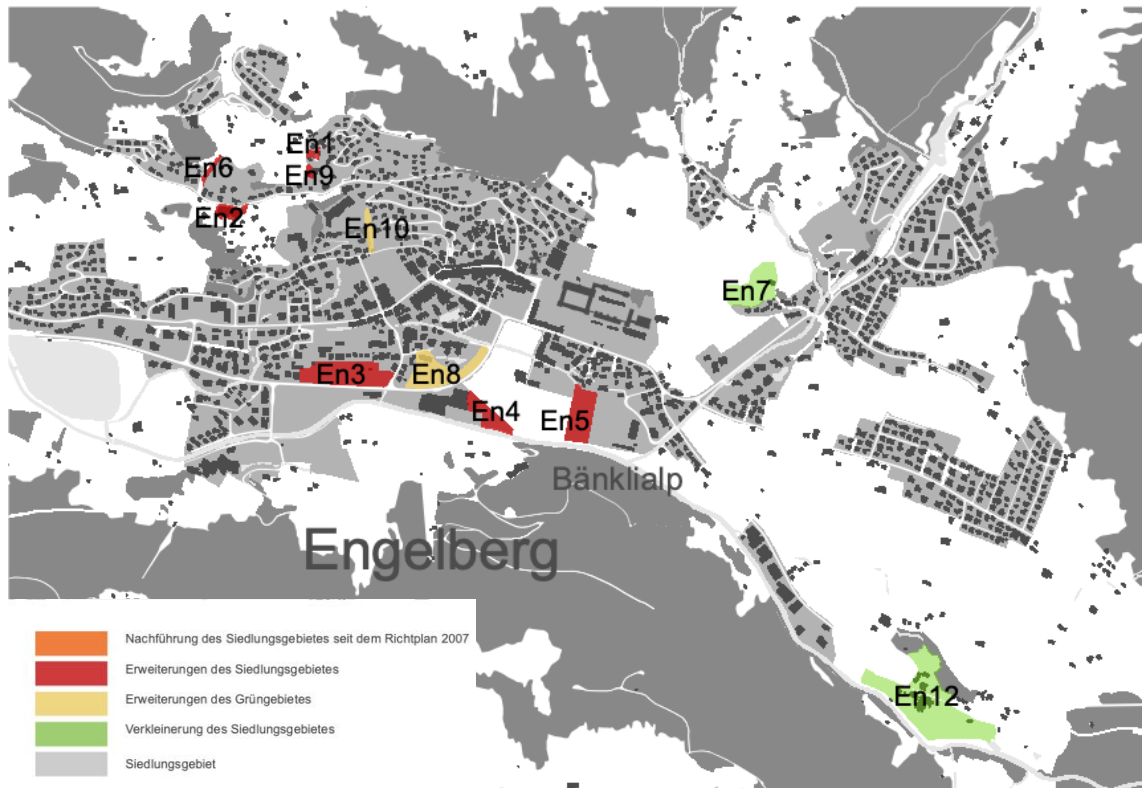 En1
En6
En9
En2
En10
En7
En3
En8
En4
En5
Bänklialp
Engelberg
Nachführung des Siedlungsgebietes seit dem Richtplan 2007
Erweiterungen des Siedlungsgebietes
Erweiterungen des Grüngebietes
Verkleinerung des Siedlungsgebietes
Siedlungsgebiet
En12